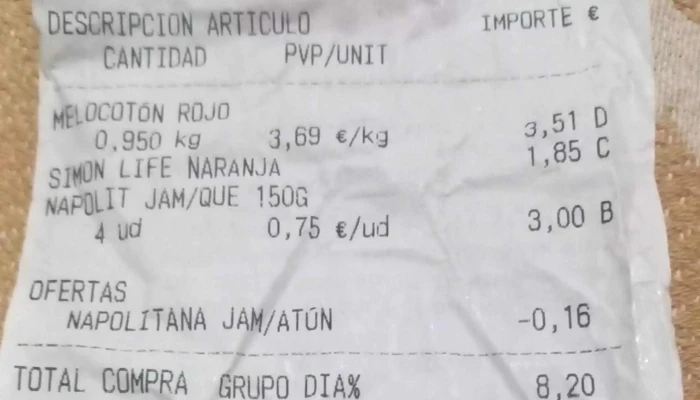 DESCRIPCION ARTICULO IMPORTE €
CANTIDAD PVP/UNIT
MELOCOTÓN ROJO
0,950 kg 3,69 €/kg 3,51 D
SIMON LIFE NARANJA 1,85 C
NAPOLIT JAM/QUE 150G
4 ud 0,75 €/ud 3,00 B
OFERTAS
NAPOLITANA JAM/ATÚN -0,16
TOTAL COMPRA GRUPO DIA% 8,20